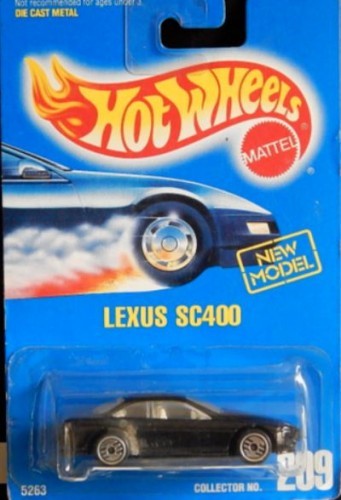 Not recommended for ages under 3.
DIE CAST METAL
HOT WHEELS
MATTEL
NEW
MODEL
LEXUS SC400
5263
COLLECTOR NO.
209